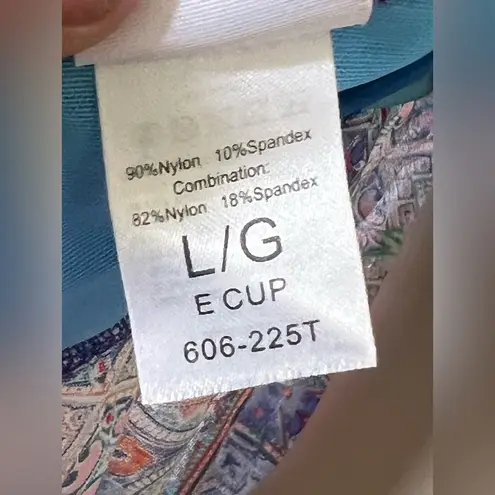 90%Nylon 10%Spandex
Combination:
82%Nylon 18%Spandex
L/G
E CUP
606-225T